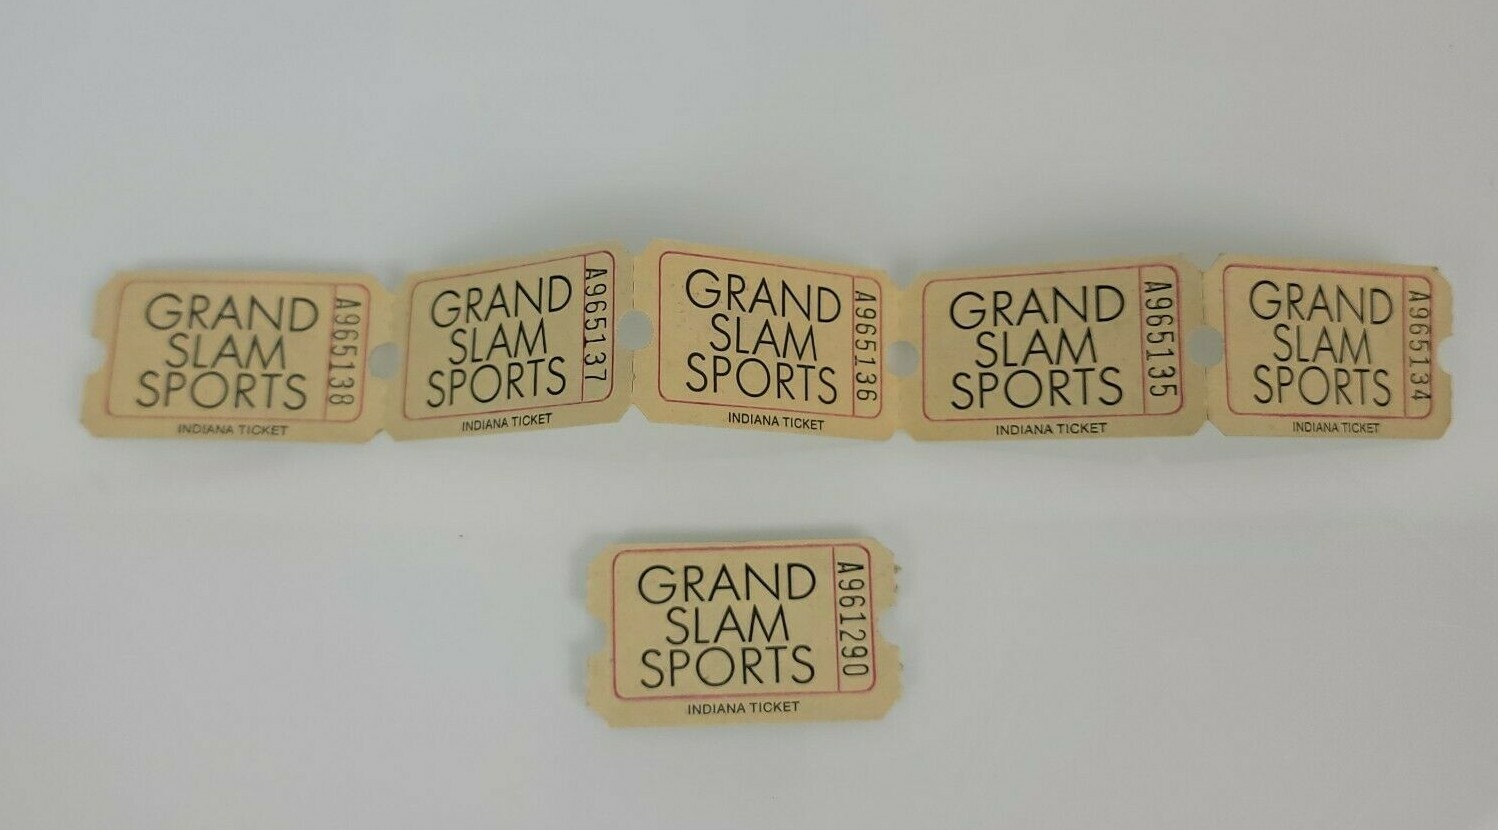 GRAND
SLAM
SPORTS
A965138
INDIANA TICKET
GRAND
SLAM
SPORTS
A965137
INDIANA TICKET
GRAND
SLAM
SPORTS
A965136
INDIANA TICKET
GRAND
SLAM
SPORTS
A965135
INDIANA TICKET
GRAND
SLAM
SPORTS
A965134
INDIANA TICKET
GRAND
SLAM
SPORTS
A961290
INDIANA TICKET